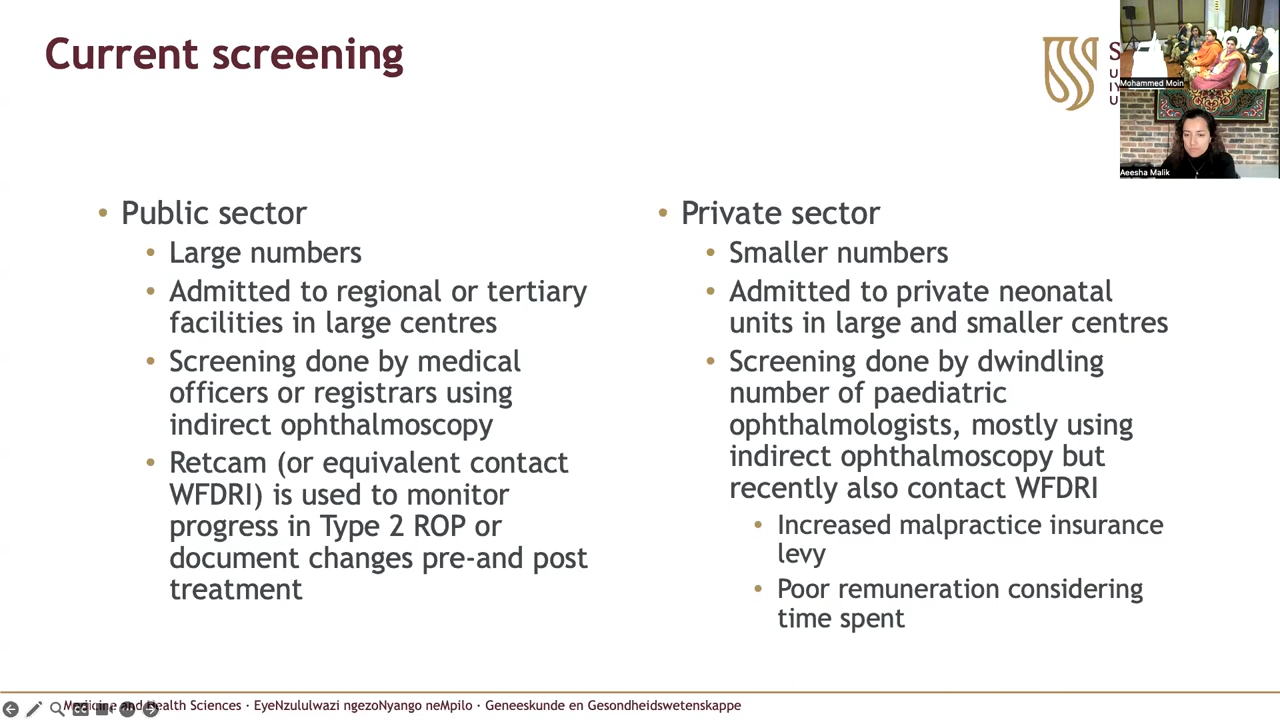 Current screening
S
U
IY
U
Mohammed Moin
Aeesha Malik
• Public sector
• Large numbers
• Admitted to regional or tertiary
facilities in large centres
• Screening done by medical
officers or registrars using
indirect ophthalmoscopy
• Retcam (or equivalent contact
WFDRI) is used to monitor
progress in Type 2 ROP or
document changes pre-and post
treatment
• Private sector
• Smaller numbers
• Admitted to private neonatal
units in large and smaller centres
• Screening done by dwindling
number of paediatric
ophthalmologists, mostly using
indirect ophthalmoscopy but
recently also contact WFDRI
• Increased malpractice insurance
levy
• Poor remuneration considering
time spent
Medicine and Health Sciences · EyeNzululwazi ngezoNyango neMpilo · Geneeskunde en Gesondheidswetenskappe